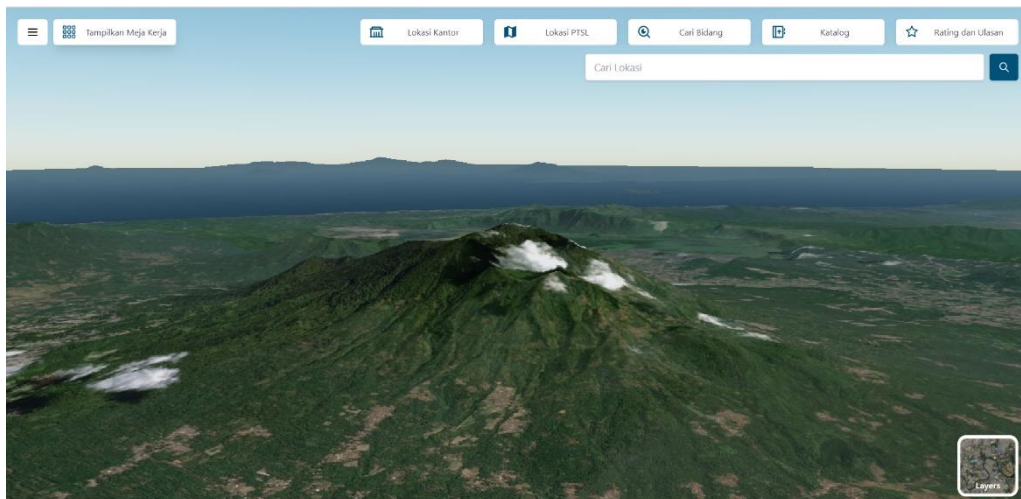 Tampilkan Meja Kerja
Lokasi Kantor
Lokasi PTSL
Cari Bidang
Katalog
Rating dan Ulasan
Cari Lokasi
Layers